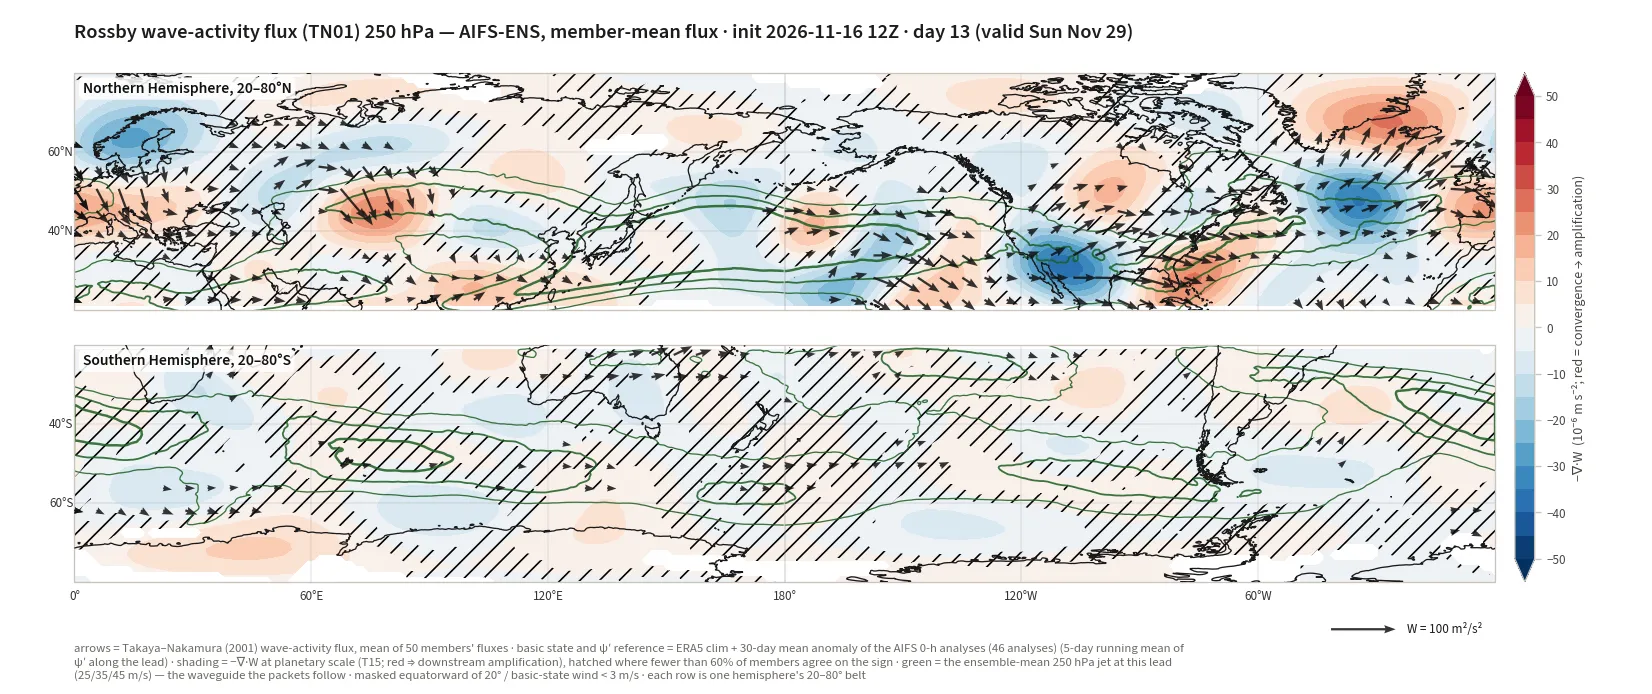 Rossby wave-activity flux (TN01) 250 hPa — AIFS-ENS, member-mean flux · init 2026-11-16 12Z · day 13 (valid Sun Nov 29)
Northern Hemisphere, 20–80°N
60°N
40°N
Southern Hemisphere, 20–80°S
40°S
60°S
0°
60°E
120°E
180°
120°W
60°W
50
40
30
20
10
0
−10
−20
−30
−40
−50
−∇·W (10⁻⁶ m s⁻²; red = convergence → amplification)
W = 100 m²/s²
arrows = Takaya–Nakamura (2001) wave-activity flux, mean of 50 members' fluxes · basic state and ψ' reference = ERA5 clim + 30-day mean anomaly of the AIFS 0-h analyses (46 analyses) (5-day running mean of
ψ' along the lead) · shading = −∇·W at planetary scale (T15; red ⇒ downstream amplification), hatched where fewer than 60% of members agree on the sign · green = the ensemble-mean 250 hPa jet at this lead
(25/35/45 m/s) — the waveguide the packets follow · masked equatorward of 20° / basic-state wind < 3 m/s · each row is one hemisphere's 20–80° belt